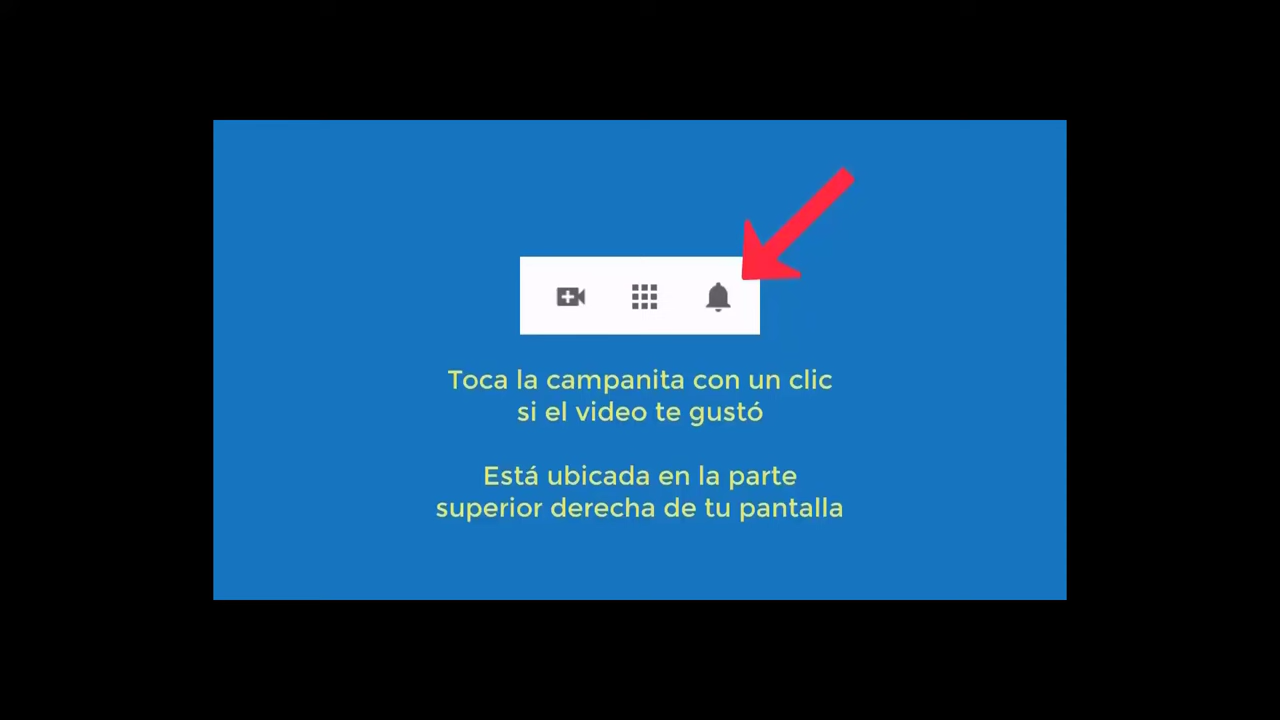 Toca la campanita con un clic
si el video te gustó
Está ubicada en la parte
superior derecha de tu pantalla